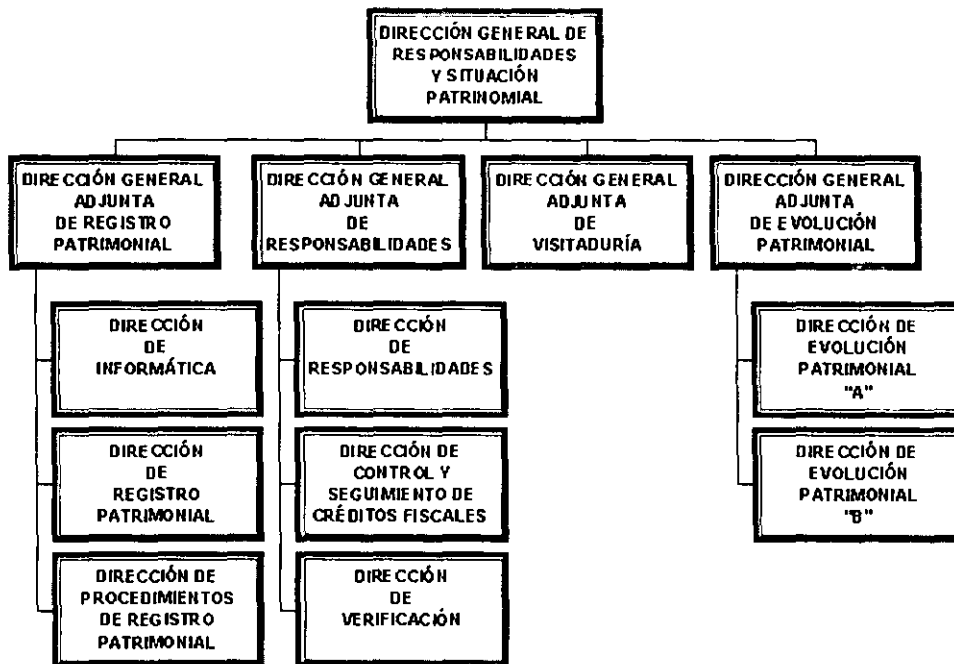 DIRECCIÓN GENERAL DE
RESPONSABILIDADES
Y SITUACIÓN
PATRINOMIAL
DIRECCIÓN GENERAL
ADJUNTA
DE REGISTRO
PATRIMONIAL
DIRECCIÓN GENERAL
ADJUNTA
DE
RESPONSABILIDADES
DIRECCIÓN GENERAL
ADJUNTA
DE
VISITADURÍA
DIRECCIÓN GENERAL
ADJUNTA
DE EVOLUCIÓN
PATRIMONIAL
DIRECCIÓN
DE
INFORMÁTICA
DIRECCIÓN
DE
REGISTRO
PATRIMONIAL
DIRECCIÓN DE
PROCEDIMIENTOS
DE REGISTRO
PATRIMONIAL
DIRECCIÓN
DE
RESPONSABILIDADES
DIRECCIÓN DE
CONTROL Y
SEGUIMIENTO DE
CRÉDITOS FISCALES
DIRECCIÓN
DE
VERIFICACIÓN
DIRECCIÓN DE
EVOLUCIÓN
PATRIMONIAL
"A"
DIRECCIÓN DE
EVOLUCIÓN
PATRIMONIAL
"B"